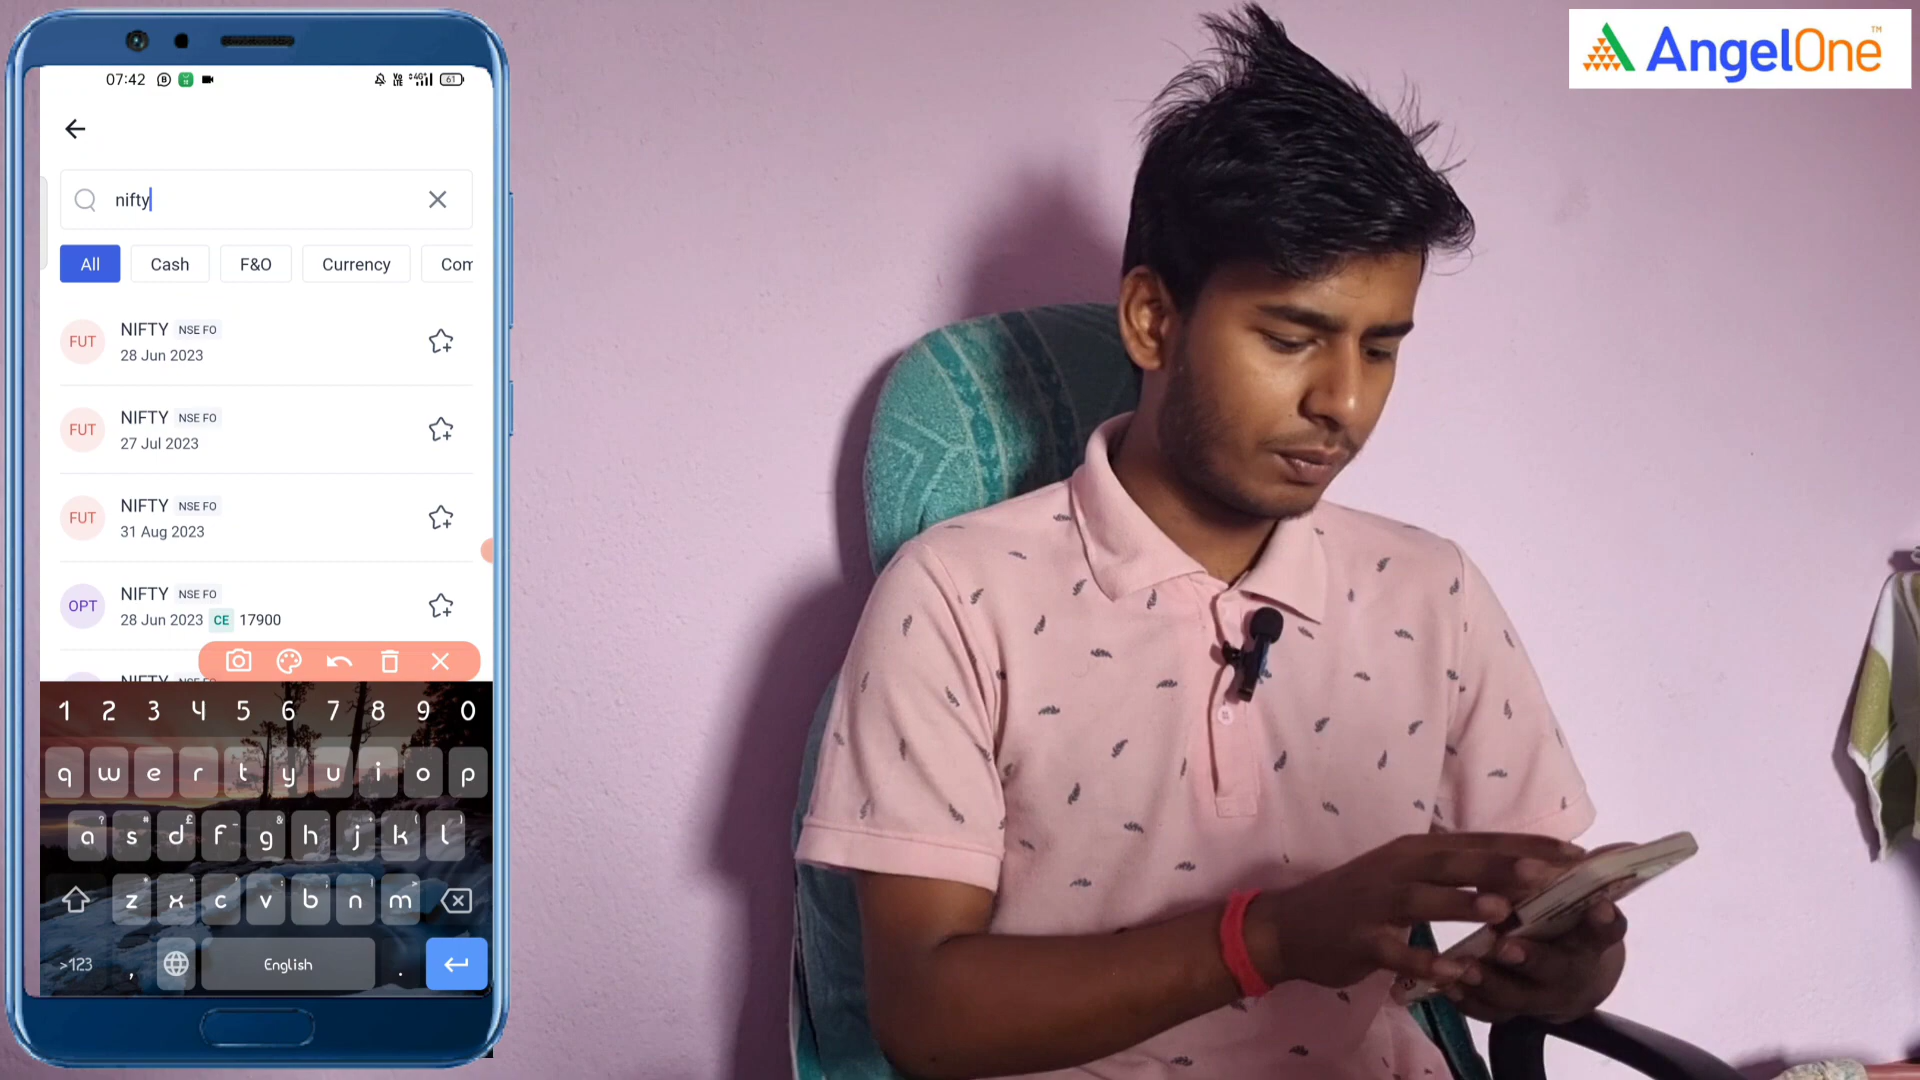 07:42
61
nifty
All Cash F&O Currency Com
FUT NIFTY NSE FO
28 Jun 2023
FUT NIFTY NSE FO
27 Jul 2023
FUT NIFTY NSE FO
31 Aug 2023
OPT NIFTY NSE FO
28 Jun 2023 CE 17900
1 2 3 4 5 6 7 8 9 0
q w e r t y u i o p
a s d f g h j k l
z x c v b n m
>123 , English .
AngelOne™